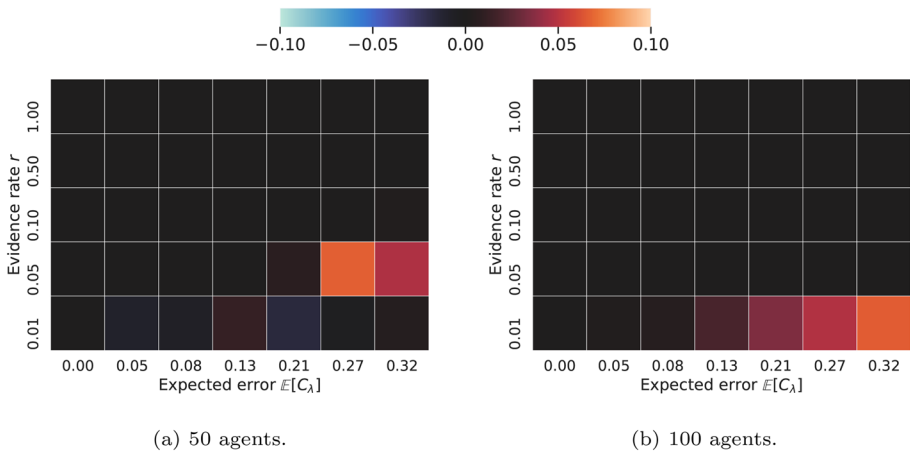 −0.10 −0.05 0.00 0.05 0.10
Evidence rate r
1.00
0.50
0.10
0.05
0.01
0.00 0.05 0.08 0.13 0.21 0.27 0.32
Expected error 𝔼[Cλ]
(a) 50 agents.
Evidence rate r
1.00
0.50
0.10
0.05
0.01
0.00 0.05 0.08 0.13 0.21 0.27 0.32
Expected error 𝔼[Cλ]
(b) 100 agents.